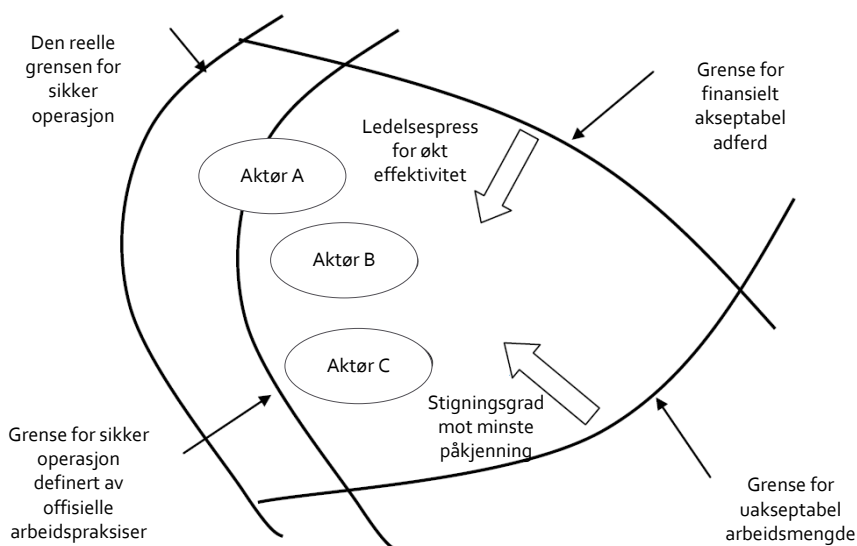 Den reelle
grensen for
sikker
operasjon
Ledelsespress
for økt
effektivitet
Grense for
finansielt
akseptabel
adferd
Aktør A
Aktør B
Aktør C
Stigningsgrad
mot minste
påkjenning
Grense for sikker
operasjon
definert av
offisielle
arbeidspraksiser
Grense for
uakseptabel
arbeidsmengde